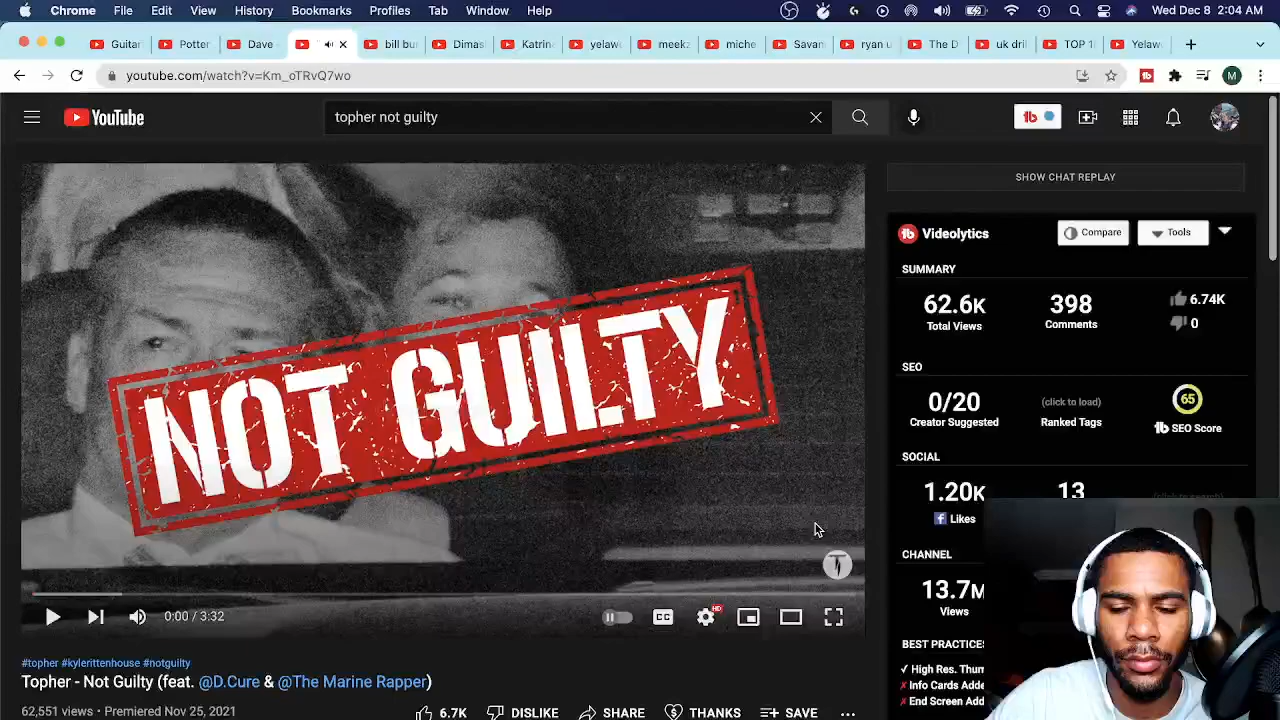 Chrome File Edit View History Bookmarks Profiles Tab Window Help Wed Dec 8 2:04 AM
Guitar Potter Dave bill bu Dimas Katrin yelaw meekz miche Savan ryan u The D uk dril TOP 1 Yelaw
youtube.com/watch?v=Km_oTRvQ7wo M
YouTube topher not guilty
SHOW CHAT REPLAY
NOT GUILTY
0:00 / 3:32 CC HD
#topher #kylerittenhouse #notguilty
Topher - Not Guilty (feat. @D.Cure & @The Marine Rapper)
62,551 views • Premiered Nov 25, 2021
6.7K DISLIKE SHARE THANKS SAVE
Videolytics Compare Tools
SUMMARY
62.6K 398 6.74K
Total Views Comments 0
SEO
0/20 (click to load) 65
Creator Suggested Ranked Tags SEO Score
SOCIAL
1.20K 13
Likes
CHANNEL
13.7M
Views
BEST PRACTICES
High Res. Thum
Info Cards Adde
End Screen Adde